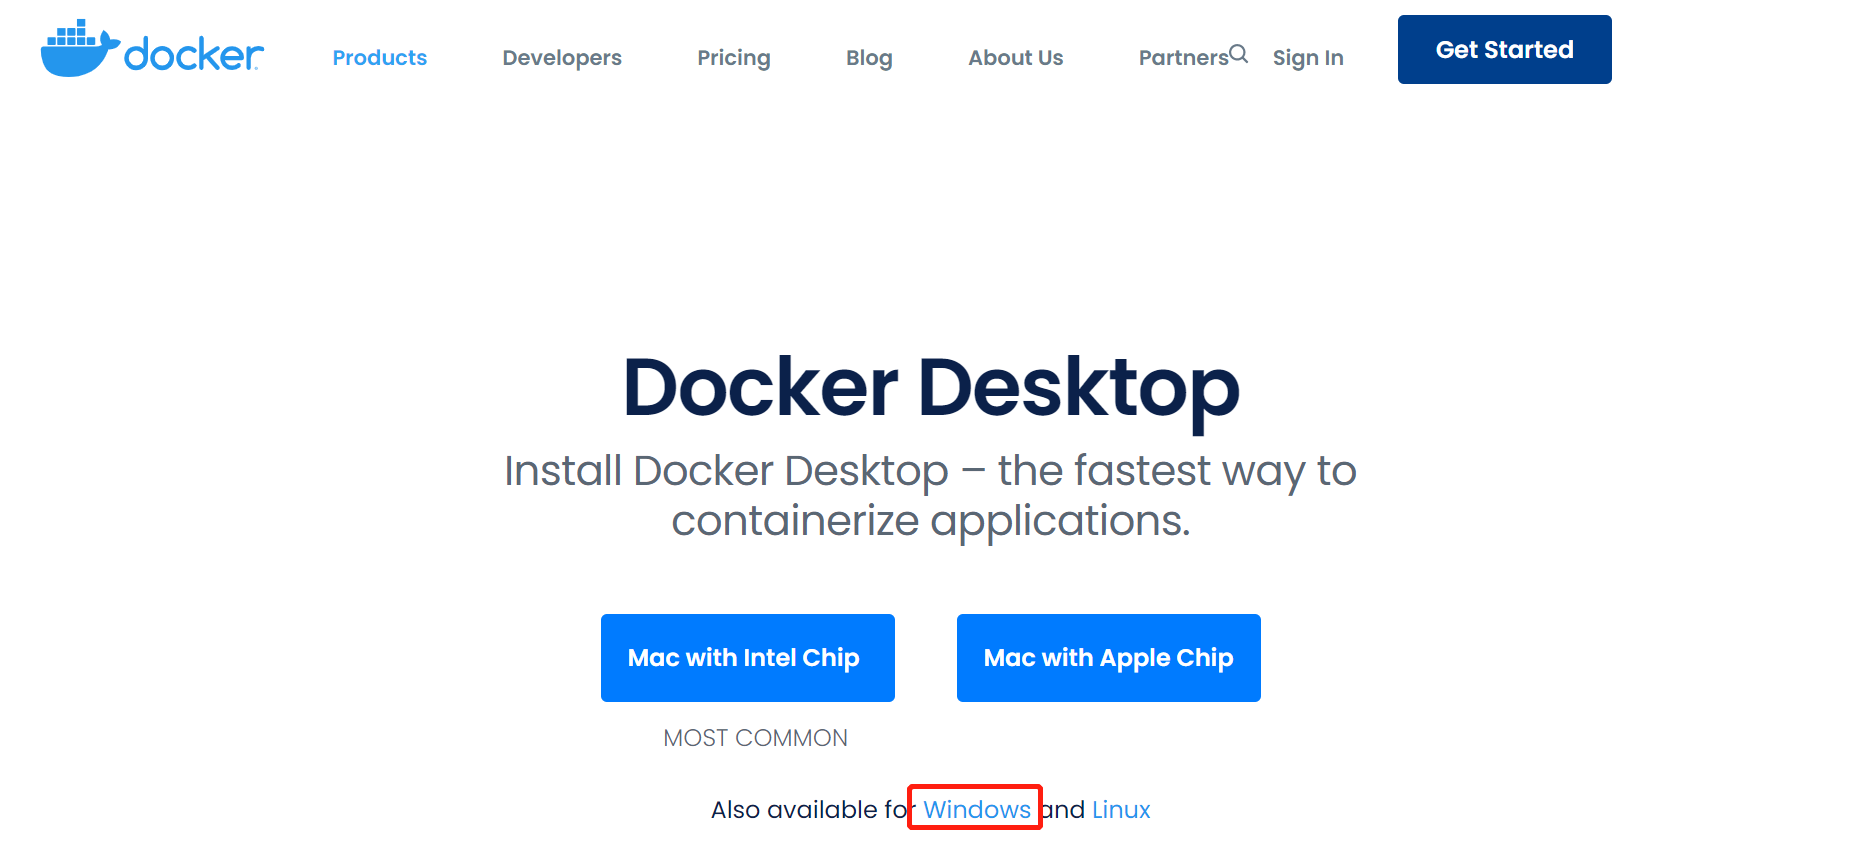 docker
Products Developers Pricing Blog About Us Partners Sign In Get Started
Docker Desktop
Install Docker Desktop – the fastest way to
containerize applications.
Mac with Intel Chip Mac with Apple Chip
MOST COMMON
Also available for Windows and Linux